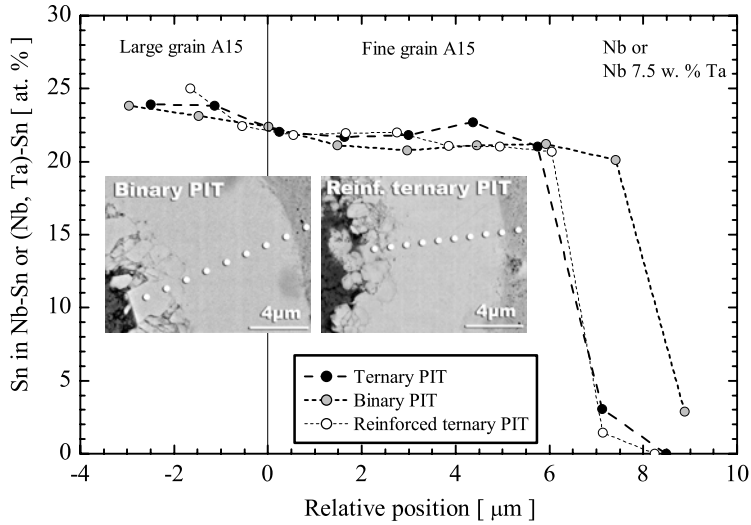 30
25
20
15
10
5
0
Sn in Nb-Sn or (Nb, Ta)-Sn [ at. % ]
Large grain A15
Fine grain A15
Nb or
Nb 7.5 w. % Ta
Binary PIT
4μm
Reinf. ternary PIT
4μm
Ternary PIT
Binary PIT
Reinforced ternary PIT
-4 -2 0 2 4 6 8 10
Relative position [ μm ]